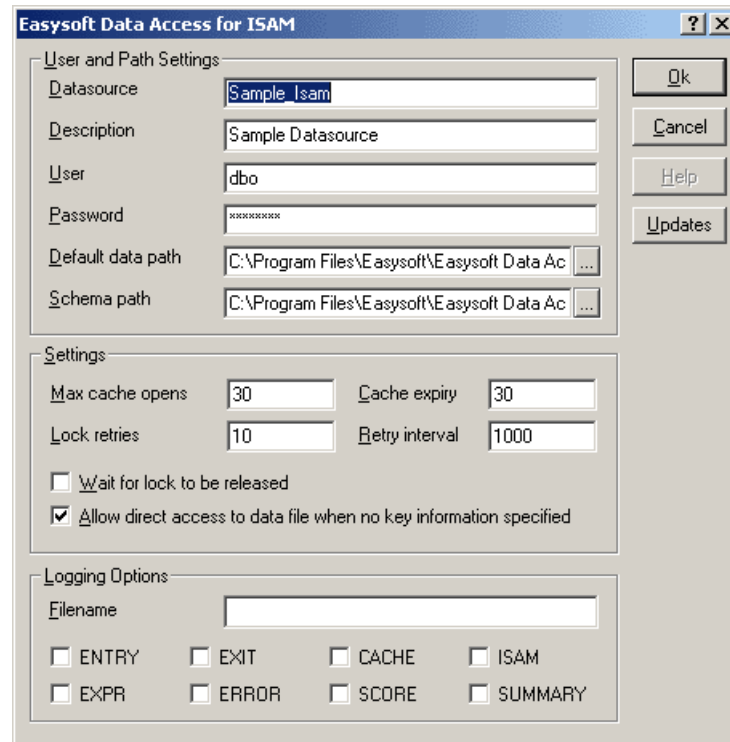 Easysoft Data Access for ISAM
User and Path Settings
Datasource Sample_Isam
Description Sample Datasource
User dbo
Password ********
Default data path C:\Program Files\Easysoft\Easysoft Data Ac ...
Schema path C:\Program Files\Easysoft\Easysoft Data Ac ...
Ok
Cancel
Help
Updates
Settings
Max cache opens 30 Cache expiry 30
Lock retries 10 Retry interval 1000
Wait for lock to be released
Allow direct access to data file when no key information specified
Logging Options
Filename
ENTRY EXIT CACHE ISAM
EXPR ERROR SCORE SUMMARY